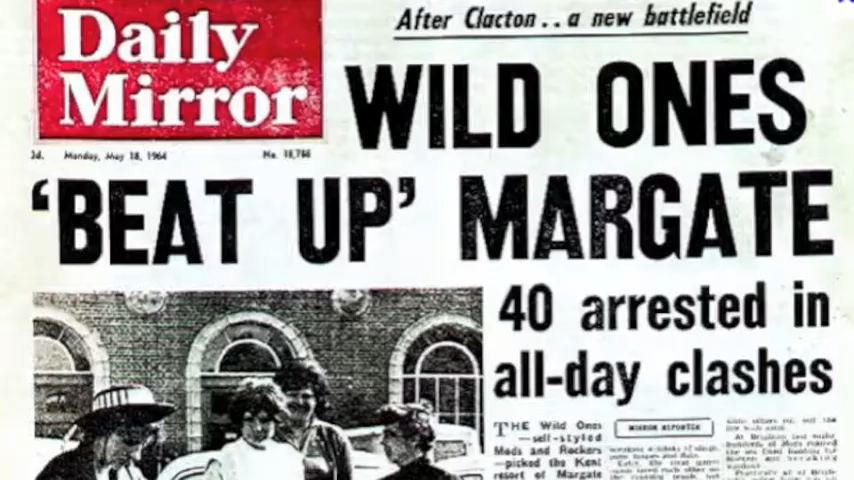 After Clacton.. a new battlefield
Daily
Mirror
WILD ONES
3d. Monday, May 18, 1964 No. 18,788
'BEAT UP' MARGATE
40 arrested in
all-day clashes
THE Wild Ones
—self-styled
Mods and Rockers
—picked the Kent
resort of Margate
MIRROR REPORTER